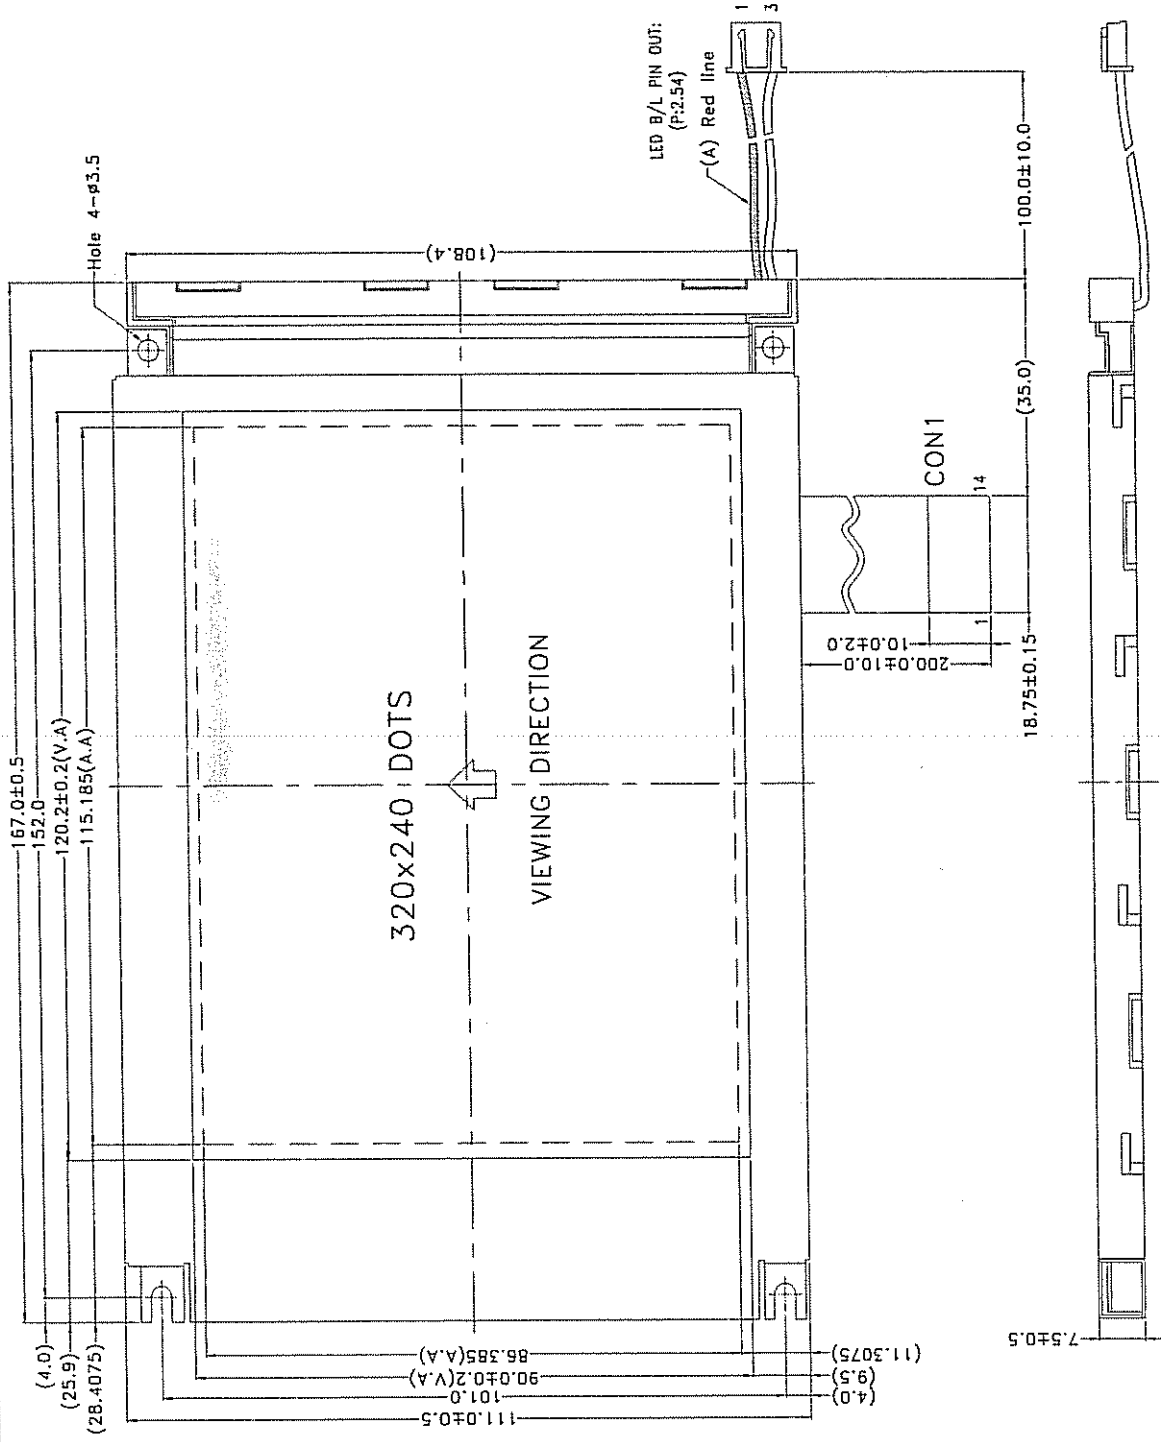 167.0±0.5
152.0
120.2±0.2(V.A)
115.185(A.A)
(4.0)
(25.9)
(28.4075)
Hole 4-ø3.5
(108.4)
LED B/L PIN OUT:
(P:2.54)
(A) Red line
1
3
320x240 DOTS
VIEWING DIRECTION
CON1
1
14
10.0±2.0
200.0±10.0
18.75±0.15
(35.0)
100.0±10.0
86.385(A.A)
90.0±0.2(V.A)
101.0
111.0±0.5
(11.3075)
(9.5)
(4.0)
7.5±0.5